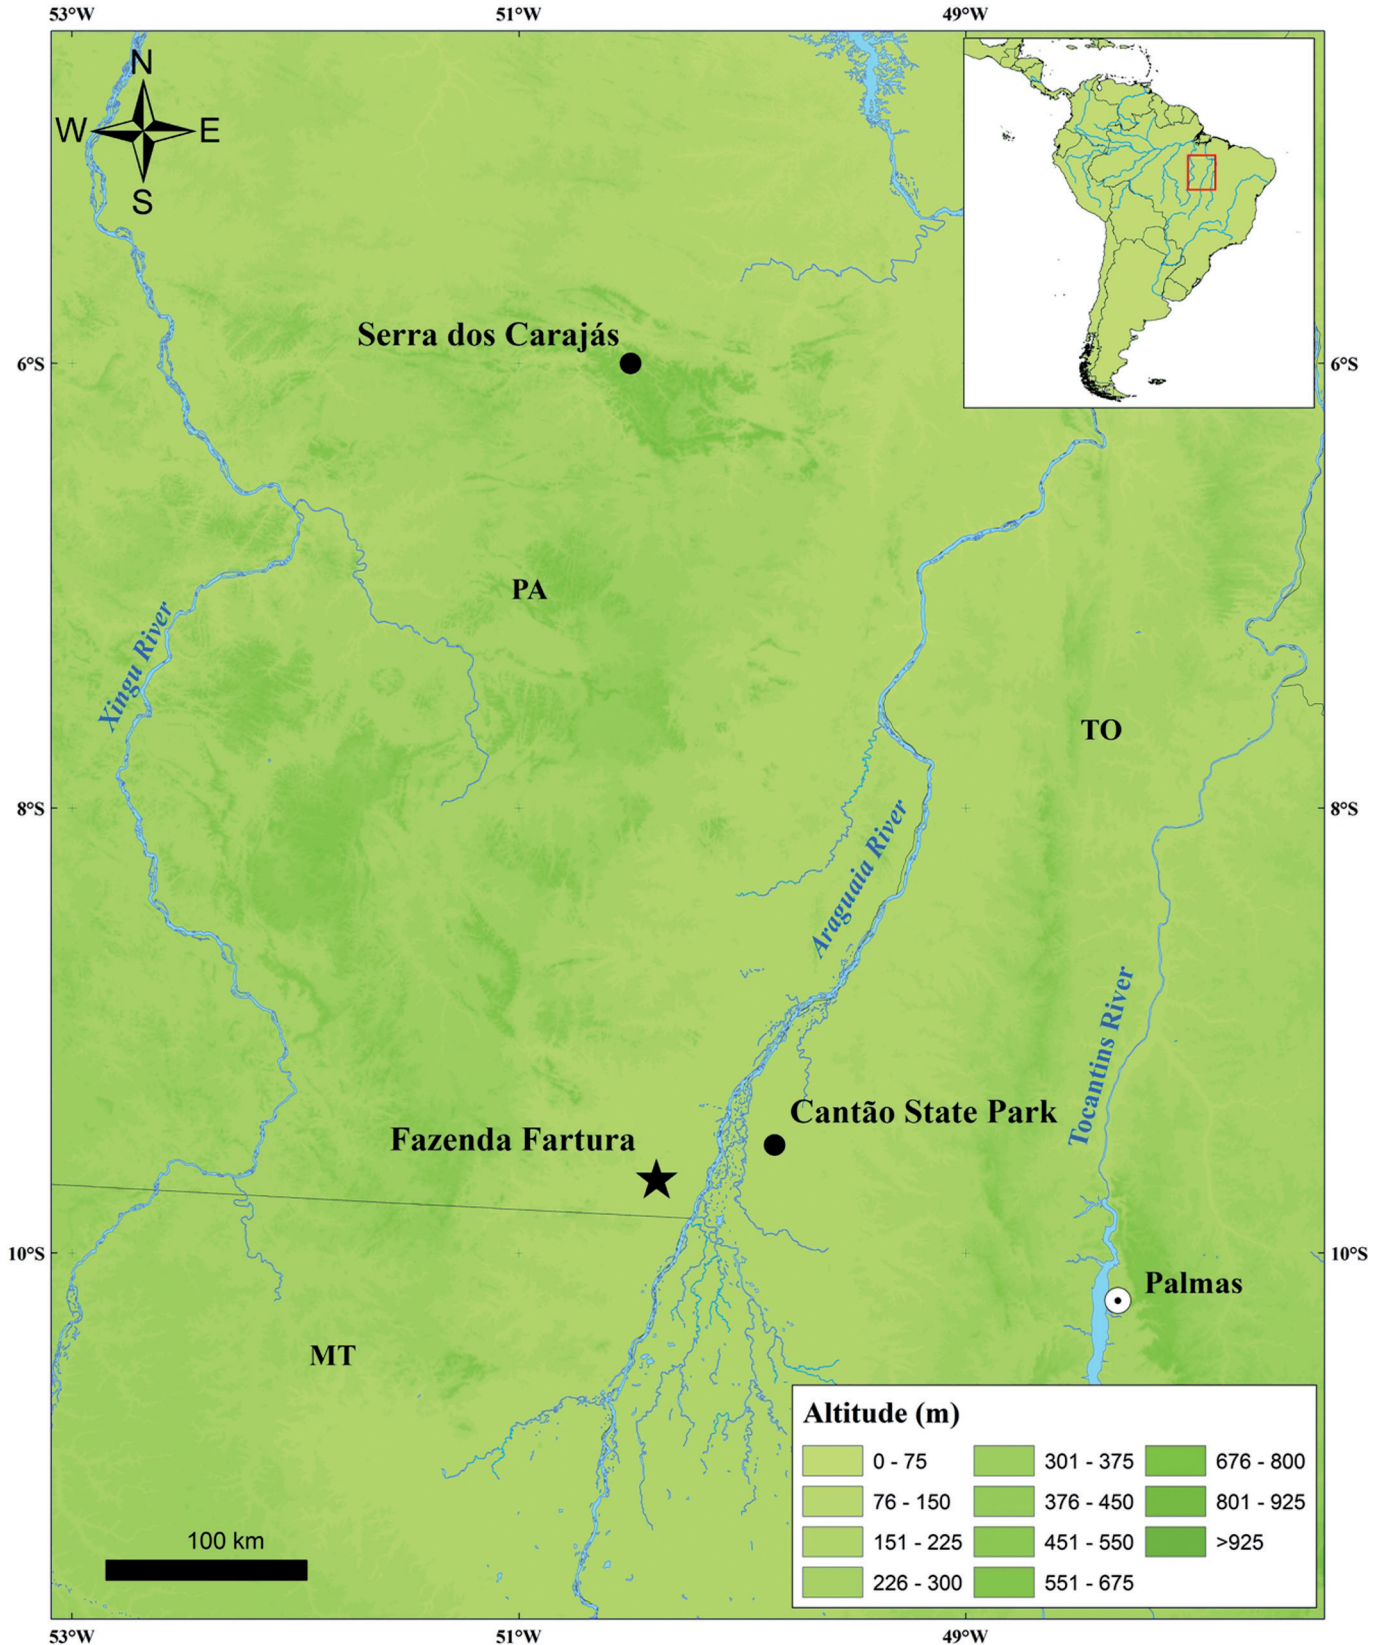 53°W 51°W 49°W
N
W E
S
Serra dos Carajás
6°S 6°S
PA
Xingu River
TO
8°S 8°S
Araguaia River
Tocantins River
Cantão State Park
Fazenda Fartura
10°S 10°S
Palmas
MT
Altitude (m)
0 - 75 301 - 375 676 - 800
76 - 150 376 - 450 801 - 925
151 - 225 451 - 550 >925
226 - 300 551 - 675
100 km
53°W 51°W 49°W